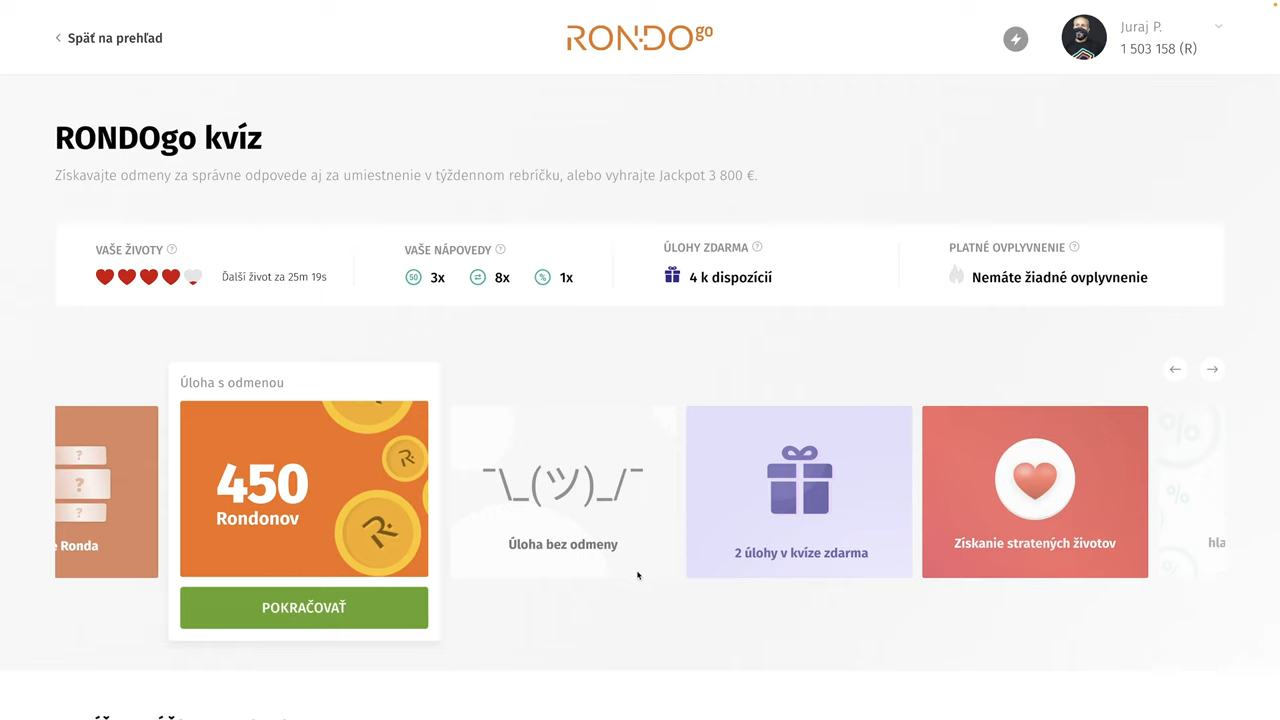 Späť na prehľad
RONDOgo
Juraj P.
1 503 158 (R)
RONDOgo kvíz
Získavajte odmeny za správne odpovede aj za umiestnenie v týždennom rebríčku, alebo vyhrajte Jackpot 3 800 €.
VAŠE ŽIVOTY ?
Ďalší život za 25m 19s
VAŠE NÁPOVEDY ?
50 3x 8x % 1x
ÚLOHY ZDARMA ?
4 k dispozícií
PLATNÉ OVPLYVNENIE ?
Nemáte žiadné ovplyvnenie
? 
?
?
e Ronda
Úloha s odmenou
450
Rondonov
POKRAČOVAŤ
¯\_(ツ)_/¯
Úloha bez odmeny
2 úlohy v kvíze zdarma
Získanie stratených životov
%
%
hla